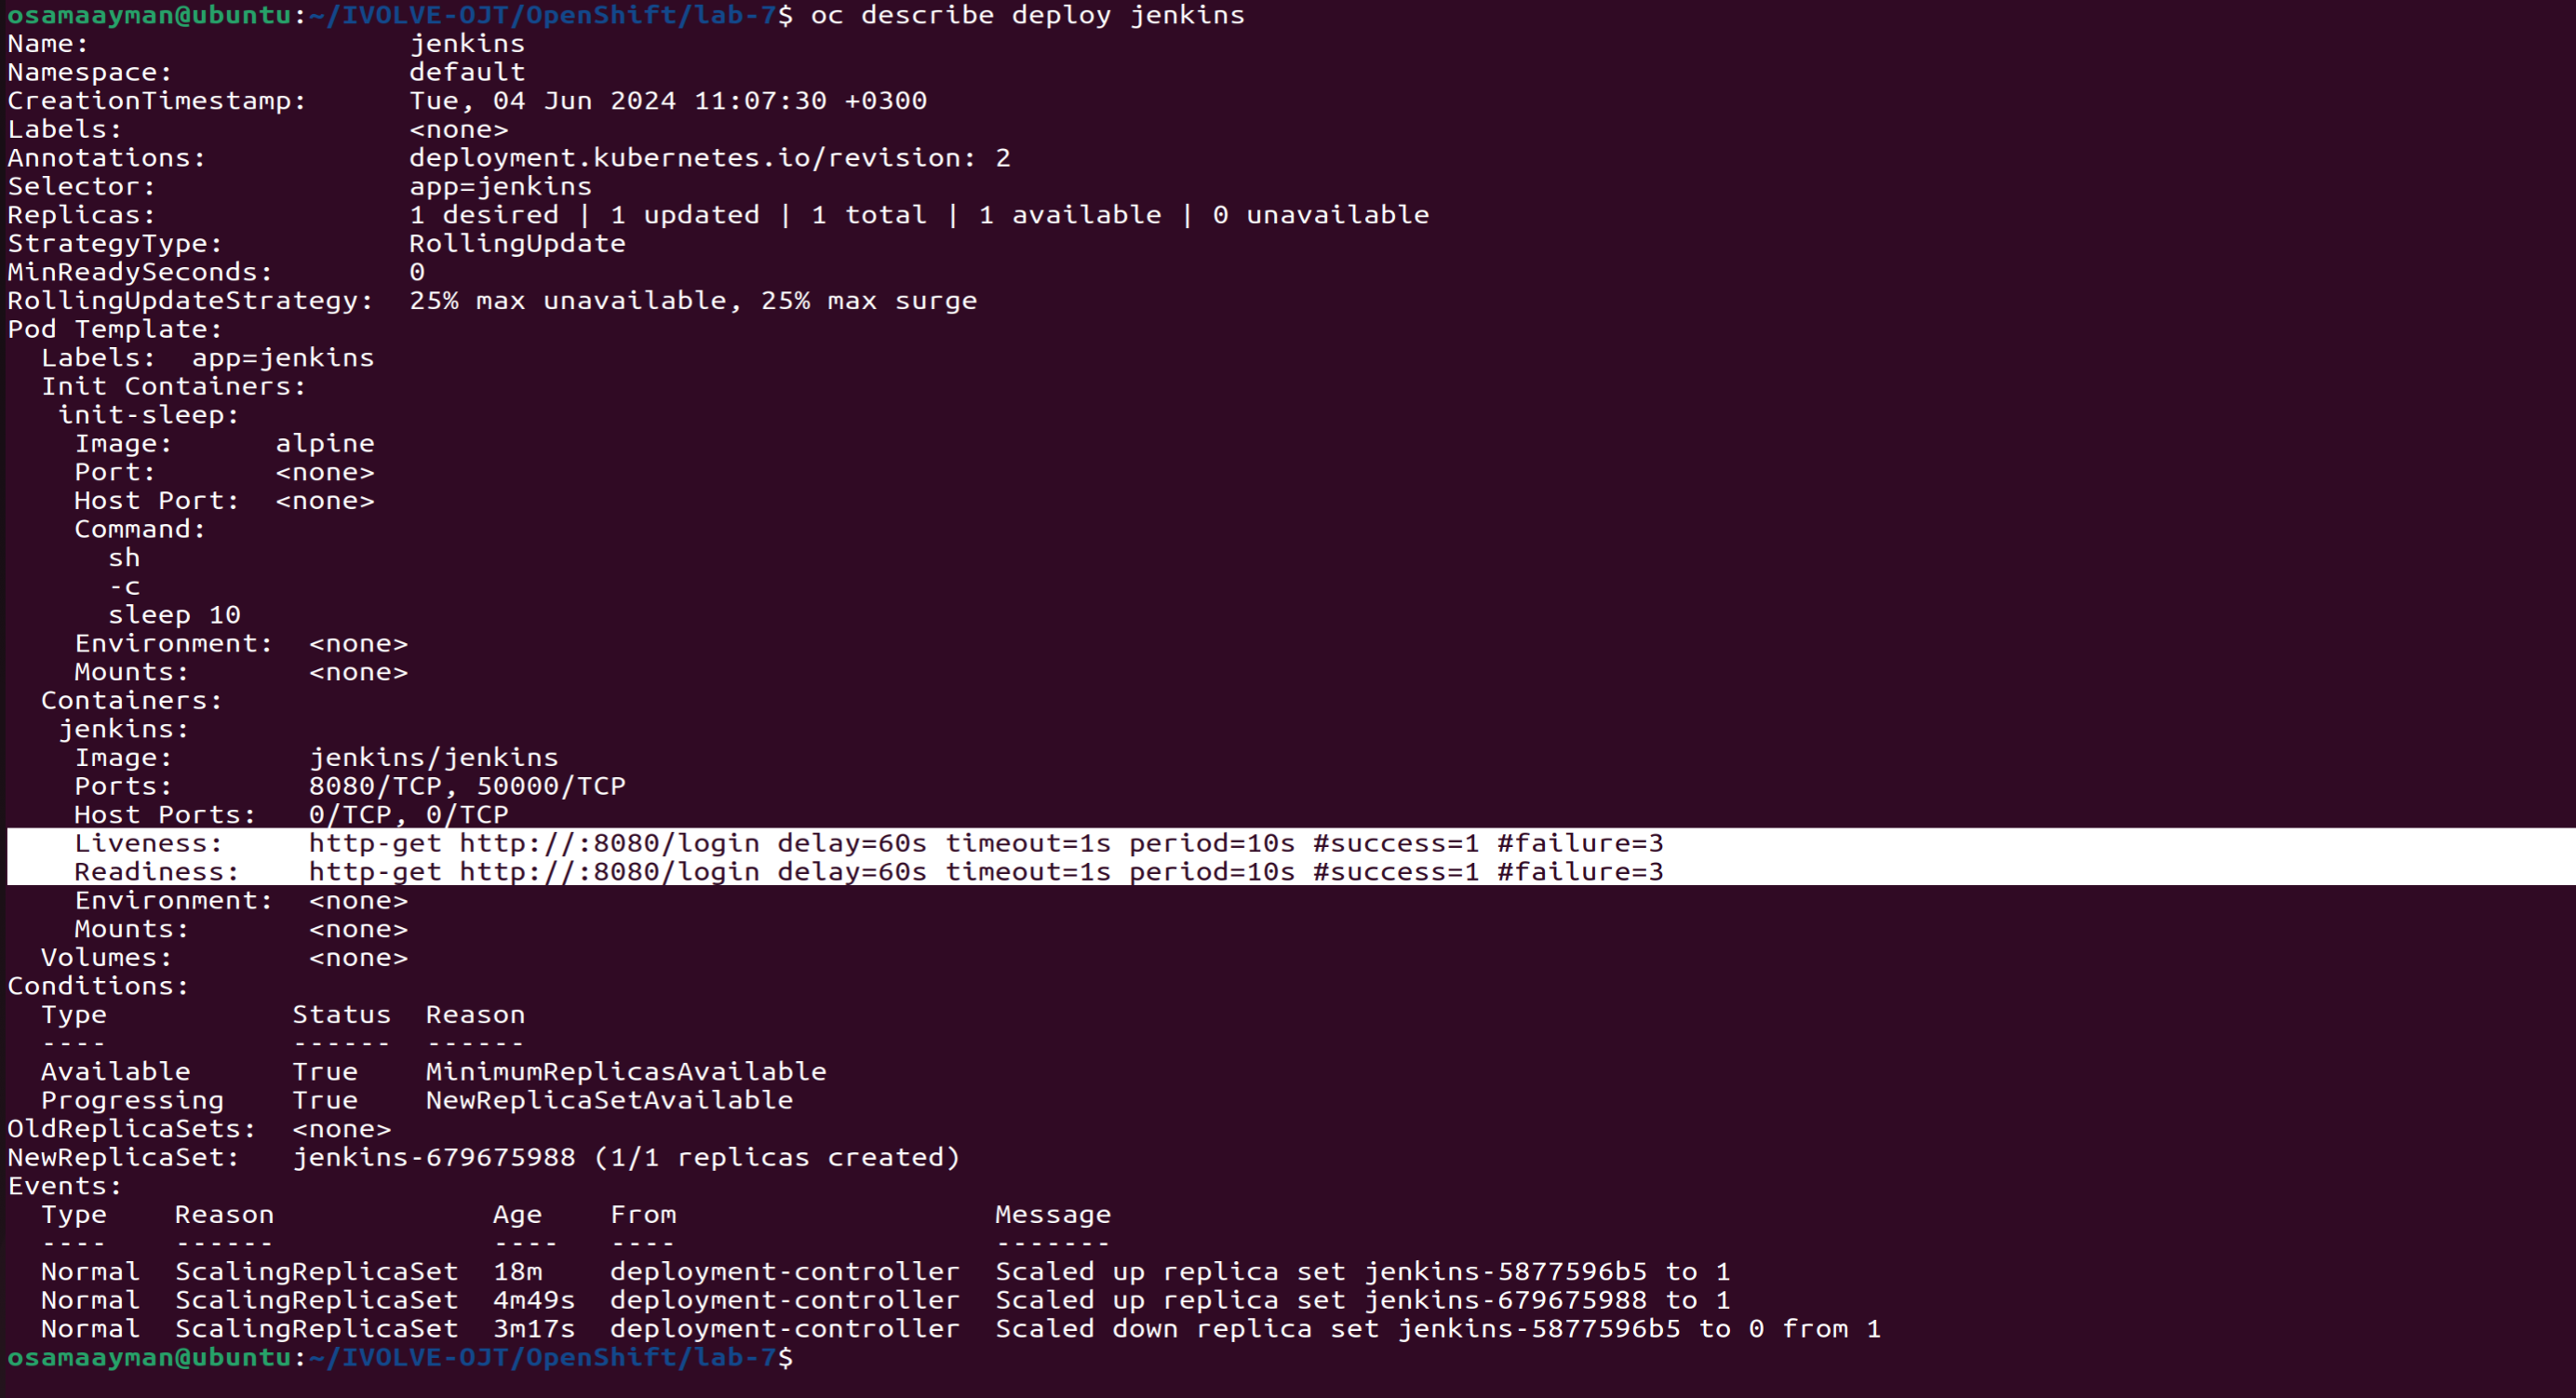 osamaayman@ubuntu:~/IVOLVE-OJT/OpenShift/lab-7$ oc describe deploy jenkins
Name:                   jenkins
Namespace:              default
CreationTimestamp:      Tue, 04 Jun 2024 11:07:30 +0300
Labels:                 <none>
Annotations:            deployment.kubernetes.io/revision: 2
Selector:               app=jenkins
Replicas:               1 desired | 1 updated | 1 total | 1 available | 0 unavailable
StrategyType:           RollingUpdate
MinReadySeconds:        0
RollingUpdateStrategy:  25% max unavailable, 25% max surge
Pod Template:
  Labels:  app=jenkins
  Init Containers:
   init-sleep:
    Image:      alpine
    Port:       <none>
    Host Port:  <none>
    Command:
      sh
      -c
      sleep 10
    Environment:  <none>
    Mounts:       <none>
  Containers:
   jenkins:
    Image:        jenkins/jenkins
    Ports:        8080/TCP, 50000/TCP
    Host Ports:   0/TCP, 0/TCP
    Liveness:     http-get http://:8080/login delay=60s timeout=1s period=10s #success=1 #failure=3
    Readiness:    http-get http://:8080/login delay=60s timeout=1s period=10s #success=1 #failure=3
    Environment:  <none>
    Mounts:       <none>
  Volumes:        <none>
Conditions:
  Type           Status  Reason
  ----           ------  ------
  Available      True    MinimumReplicasAvailable
  Progressing    True    NewReplicaSetAvailable
OldReplicaSets:  <none>
NewReplicaSet:   jenkins-679675988 (1/1 replicas created)
Events:
  Type    Reason             Age    From                   Message
  ----    ------             ----   ----                   -------
  Normal  ScalingReplicaSet  18m    deployment-controller  Scaled up replica set jenkins-5877596b5 to 1
  Normal  ScalingReplicaSet  4m49s  deployment-controller  Scaled up replica set jenkins-679675988 to 1
  Normal  ScalingReplicaSet  3m17s  deployment-controller  Scaled down replica set jenkins-5877596b5 to 0 from 1
osamaayman@ubuntu:~/IVOLVE-OJT/OpenShift/lab-7$